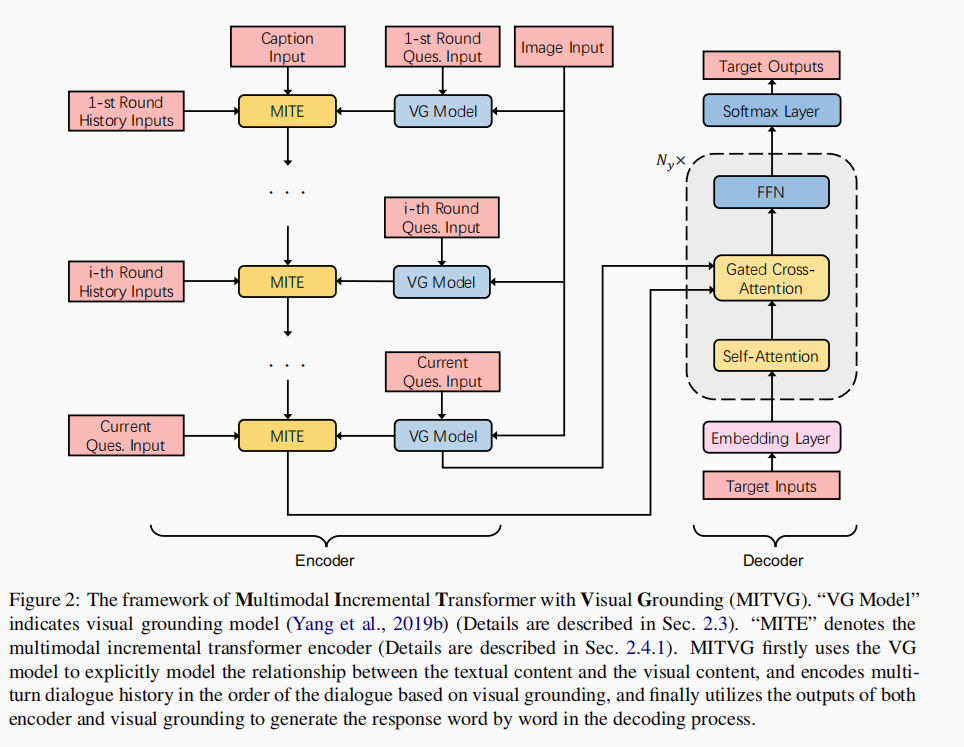 Caption
Input
1-st Round
Ques. Input
Image Input
1-st Round
History Inputs
MITE
VG Model
. . .
i-th Round
Ques. Input
i-th Round
History Inputs
MITE
VG Model
. . .
Current
Ques. Input
Current
Ques. Input
MITE
VG Model
Encoder
Target Outputs
Softmax Layer
Ny×
FFN
Gated Cross-
Attention
Self-Attention
Embedding Layer
Target Inputs
Decoder
Figure 2: The framework of Multimodal Incremental Transformer with Visual Grounding (MITVG). “VG Model”
indicates visual grounding model (Yang et al., 2019b) (Details are described in Sec. 2.3). “MITE” denotes the
multimodal incremental transformer encoder (Details are described in Sec. 2.4.1). MITVG firstly uses the VG
model to explicitly model the relationship between the textual content and the visual content, and encodes multi-
turn dialogue history in the order of the dialogue based on visual grounding, and finally utilizes the outputs of both
encoder and visual grounding to generate the response word by word in the decoding process.